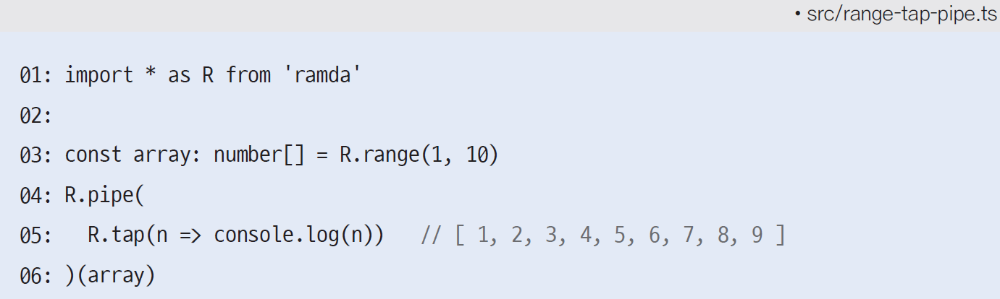 • src/range-tap-pipe.ts
01: import * as R from 'ramda'
02:
03: const array: number[] = R.range(1, 10)
04: R.pipe(
05:   R.tap(n => console.log(n))   // [ 1, 2, 3, 4, 5, 6, 7, 8, 9 ]
06: )(array)